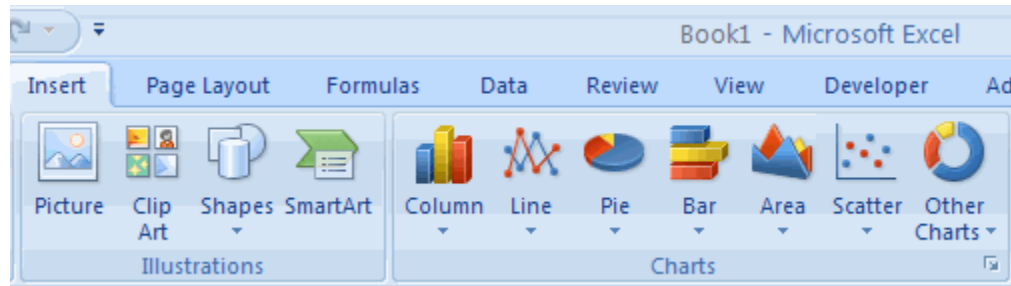 Book1 - Microsoft Excel
Insert Page Layout Formulas Data Review View Developer
Picture Clip Art Shapes SmartArt Column Line Pie Bar Area Scatter Other Charts
Illustrations Charts